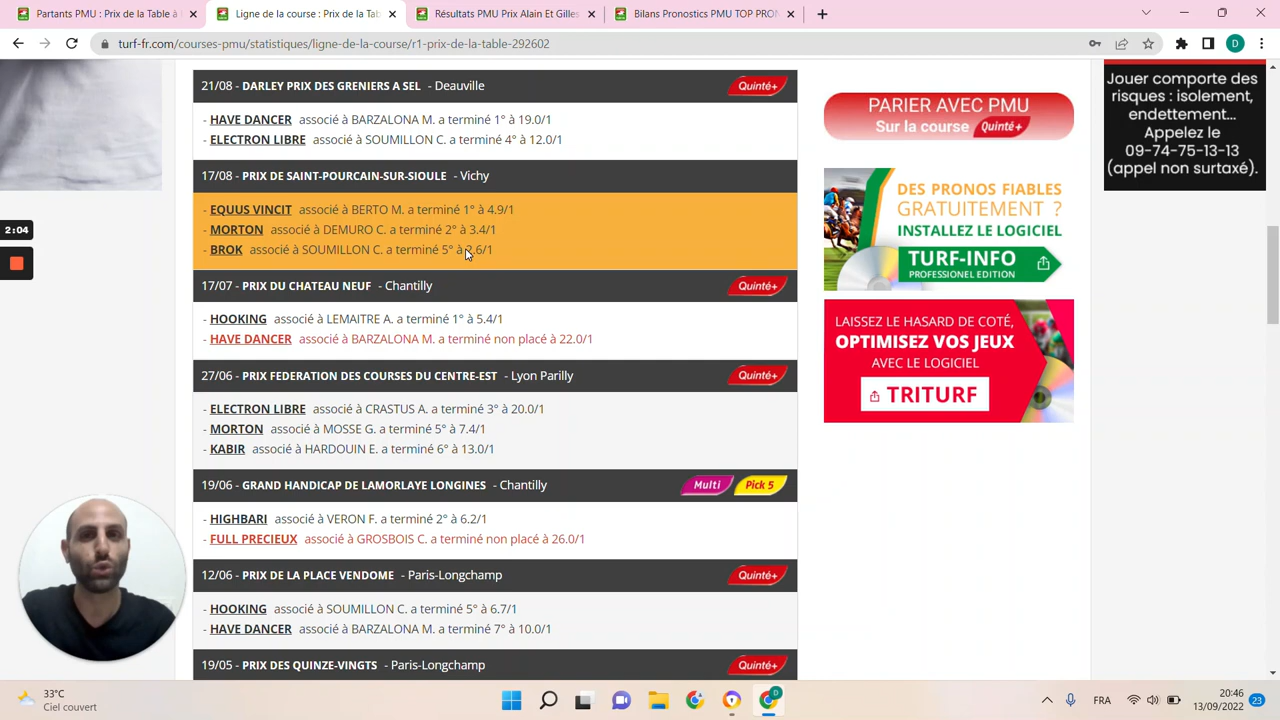 Partants PMU : Prix de la Table à
Ligne de la course : Prix de la Tab
Résultats PMU Prix Alain Et Gilles
Bilans Pronostics PMU TOP PRON
turf-fr.com/courses-pmu/statistiques/ligne-de-la-course/r1-prix-de-la-table-292602
D
21/08 - DARLEY PRIX DES GRENIERS A SEL - Deauville Quinté+
- HAVE DANCER associé à BARZALONA M. a terminé 1° à 19.0/1
- ELECTRON LIBRE associé à SOUMILLON C. a terminé 4° à 12.0/1
17/08 - PRIX DE SAINT-POURCAIN-SUR-SIOULE - Vichy
- EQUUS VINCIT associé à BERTO M. a terminé 1° à 4.9/1
- MORTON associé à DEMURO C. a terminé 2° à 3.4/1
- BROK associé à SOUMILLON C. a terminé 5° à
17/07 - PRIX DU CHATEAU NEUF - Chantilly Quinté+
- HOOKING associé à LEMAITRE A. a terminé 1° à 5.4/1
- HAVE DANCER associé à BARZALONA M. a terminé non placé à 22.0/1
27/06 - PRIX FEDERATION DES COURSES DU CENTRE-EST - Lyon Parilly Quinté+
- ELECTRON LIBRE associé à CRASTUS A. a terminé 3° à 20.0/1
- MORTON associé à MOSSE G. a terminé 5° à 7.4/1
- KABIR associé à HARDOUIN E. a terminé 6° à 13.0/1
19/06 - GRAND HANDICAP DE LAMORLAYE LONGINES - Chantilly Multi Pick 5
- HIGHBARI associé à VERON F. a terminé 2° à 6.2/1
- FULL PRECIEUX associé à GROSBOIS C. a terminé non placé à 26.0/1
12/06 - PRIX DE LA PLACE VENDOME - Paris-Longchamp Quinté+
- HOOKING associé à SOUMILLON C. a terminé 5° à 6.7/1
- HAVE DANCER associé à BARZALONA M. a terminé 7° à 10.0/1
19/05 - PRIX DES QUINZE-VINGTS - Paris-Longchamp Quinté+
PARIER AVEC PMU
Sur la course Quinté+
DES PRONOS FIABLES
GRATUITEMENT ?
INSTALLEZ LE LOGICIEL
TURF-INFO
PROFESSIONEL EDITION
LAISSEZ LE HASARD DE COTÉ,
OPTIMISEZ VOS JEUX
AVEC LE LOGICIEL
TRITURF
Jouer comporte des
risques : isolement,
endettement...
Appelez le
09-74-75-13-13
(appel non surtaxé).
2:04
33°C
Ciel couvert
D
FRA
20:46
13/09/2022
23